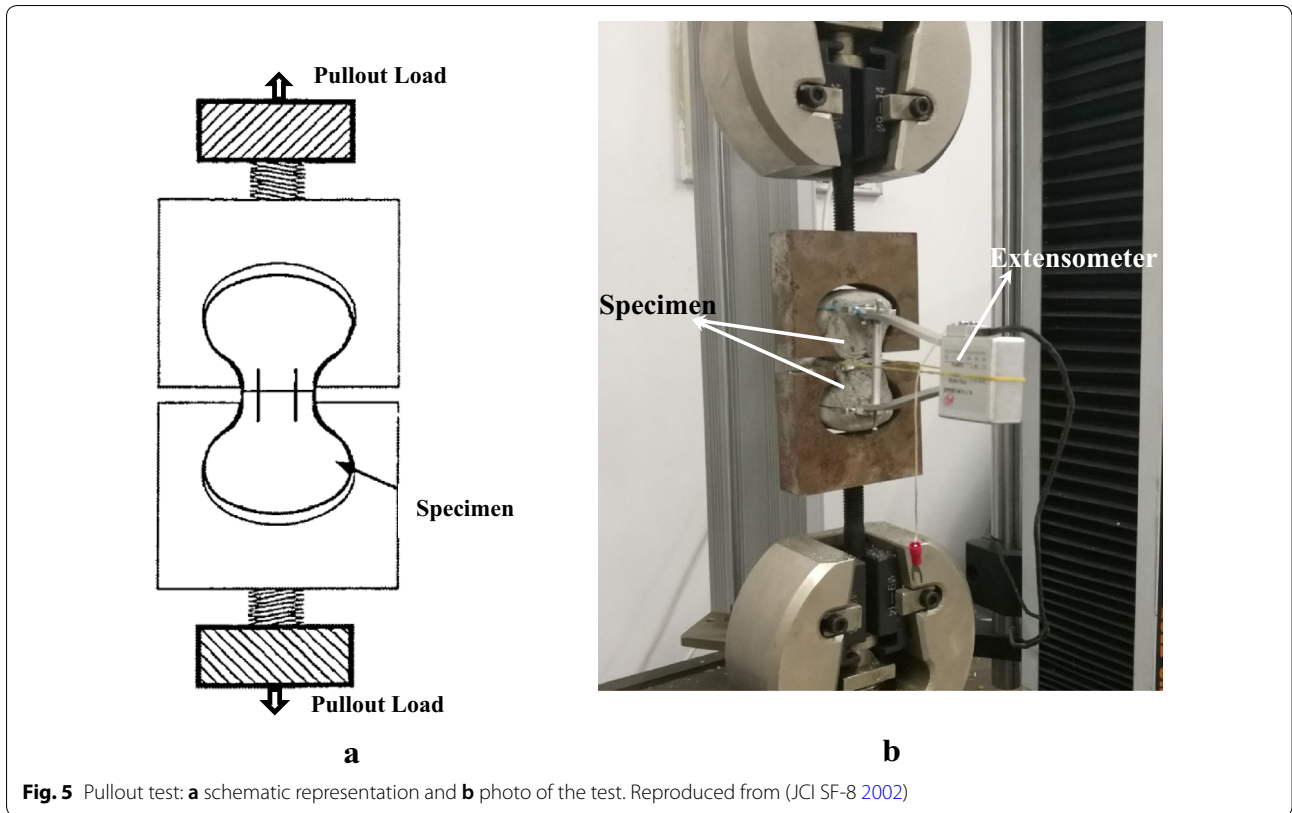 Pullout Load
Specimen
Pullout Load
a
Extensometer
Specimen
b
Fig. 5 Pullout test: a schematic representation and b photo of the test. Reproduced from (JCI SF-8 2002)